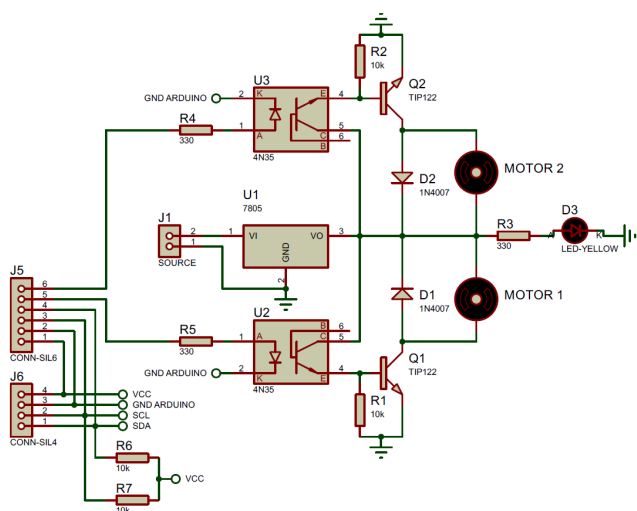 R2
10k
Q2
TIP122
U3
GND ARDUINO
2
K
E
4
R4
330
1
A
C
5
B
6
4N35
D2
1N4007
MOTOR 2
U1
7805
J1
2
1
SOURCE
1
VI
VO
3
GND
2
R3
330
D3
A
K
LED-YELLOW
J5
6
5
4
3
2
1
CONN-SIL6
D1
1N4007
MOTOR 1
U2
R5
330
1
A
B
6
C
5
GND ARDUINO
2
K
E
4
4N35
Q1
TIP122
R1
10k
J6
4
3
2
1
CONN-SIL4
VCC
GND ARDUINO
SCL
SDA
R6
10k
VCC
R7
10k